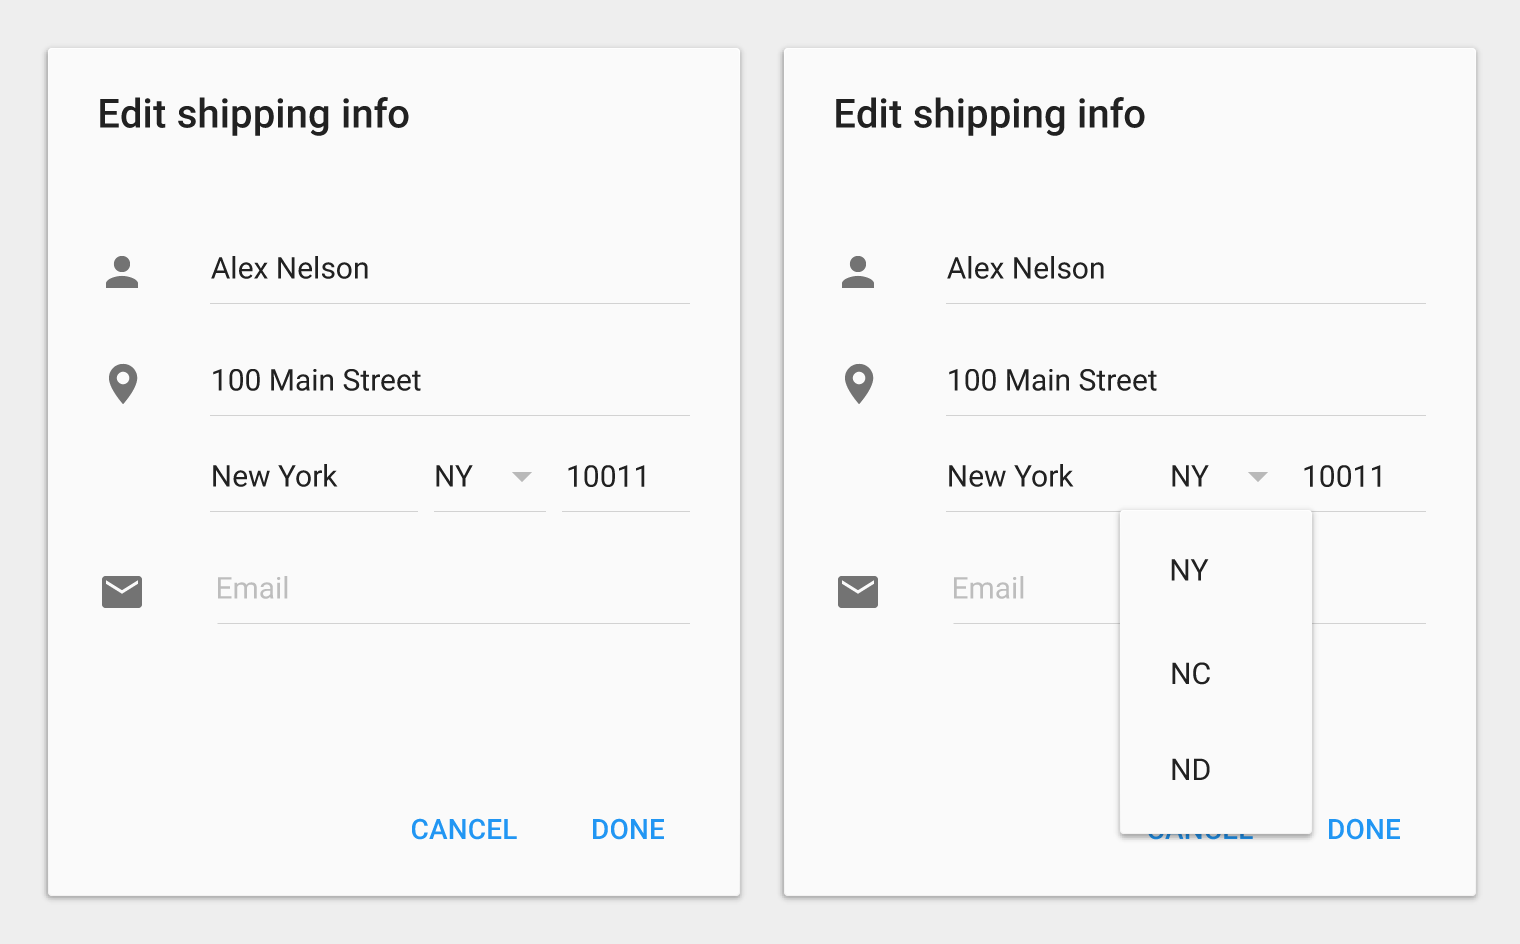 Edit shipping info
Alex Nelson
100 Main Street
New York NY 10011
Email
CANCEL DONE
Edit shipping info
Alex Nelson
100 Main Street
New York NY 10011
Email
NY
NC
ND
CANCEL DONE